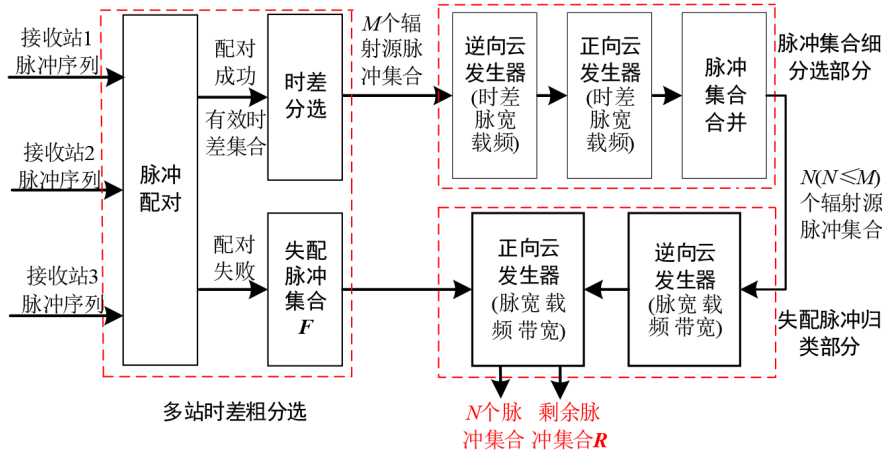 接收站1
脉冲序列
接收站2
脉冲序列
接收站3
脉冲序列
脉冲
配对
配对
成功
有效时
差集合
配对
失败
时差
分选
失配
脉冲
集合
F
多站时差粗分选
M个辐
射源脉
冲集合
逆向云
发生器
(时差
脉宽
载频)
正向云
发生器
(时差
脉宽
载频)
脉冲
集合
合并
脉冲集合细
分选部分
N(N≤M)
个辐射源
脉冲集合
正向云
发生器
(脉宽 载
频 带宽)
逆向云
发生器
(脉宽 载
频 带宽)
失配脉冲归
类部分
N个脉
冲集合
剩余脉
冲集合R